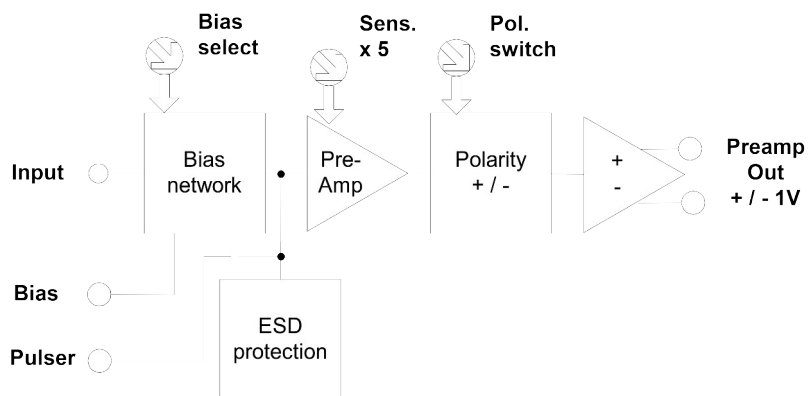 Bias
select
Sens.
x 5
Pol.
switch
Input
Bias
network
Pre-
Amp
Polarity
+ / -
+
-
Preamp
Out
+ / - 1V
Bias
Pulser
ESD
protection